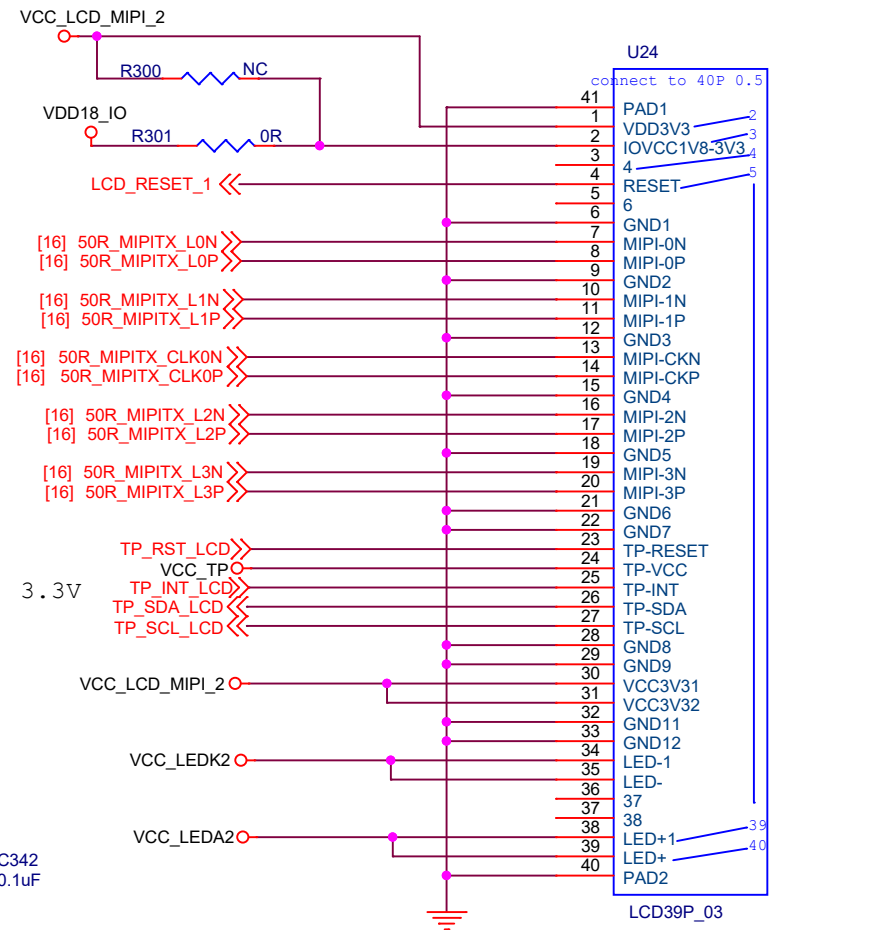 VCC_LCD_MIPI_2
U24
R300 NC
connect to 40P 0.5
VDD18_IO
R301 0R
41 PAD1
1 VDD3V3 2
2 IOVCC1V8-3V3 3
3 4 4
LCD_RESET_1 4 RESET 5
5 6
6 GND1
[16] 50R_MIPITX_L0N 7 MIPI-0N
[16] 50R_MIPITX_L0P 8 MIPI-0P
9 GND2
[16] 50R_MIPITX_L1N 10 MIPI-1N
[16] 50R_MIPITX_L1P 11 MIPI-1P
12 GND3
[16] 50R_MIPITX_CLK0N 13 MIPI-CKN
[16] 50R_MIPITX_CLK0P 14 MIPI-CKP
15 GND4
[16] 50R_MIPITX_L2N 16 MIPI-2N
[16] 50R_MIPITX_L2P 17 MIPI-2P
18 GND5
[16] 50R_MIPITX_L3N 19 MIPI-3N
[16] 50R_MIPITX_L3P 20 MIPI-3P
21 GND6
22 GND7
TP_RST_LCD 23 TP-RESET
VCC_TP 24 TP-VCC
3.3V TP_INT_LCD 25 TP-INT
TP_SDA_LCD 26 TP-SDA
TP_SCL_LCD 27 TP-SCL
28 GND8
29 GND9
VCC_LCD_MIPI_2 30 VCC3V31
31 VCC3V32
32 GND11
33 GND12
VCC_LEDK2 34 LED-1
35 LED-
36 37
37 38
VCC_LEDA2 38 LED+1 39
39 LED+ 40
40 PAD2
C342
0.1uF
LCD39P_03